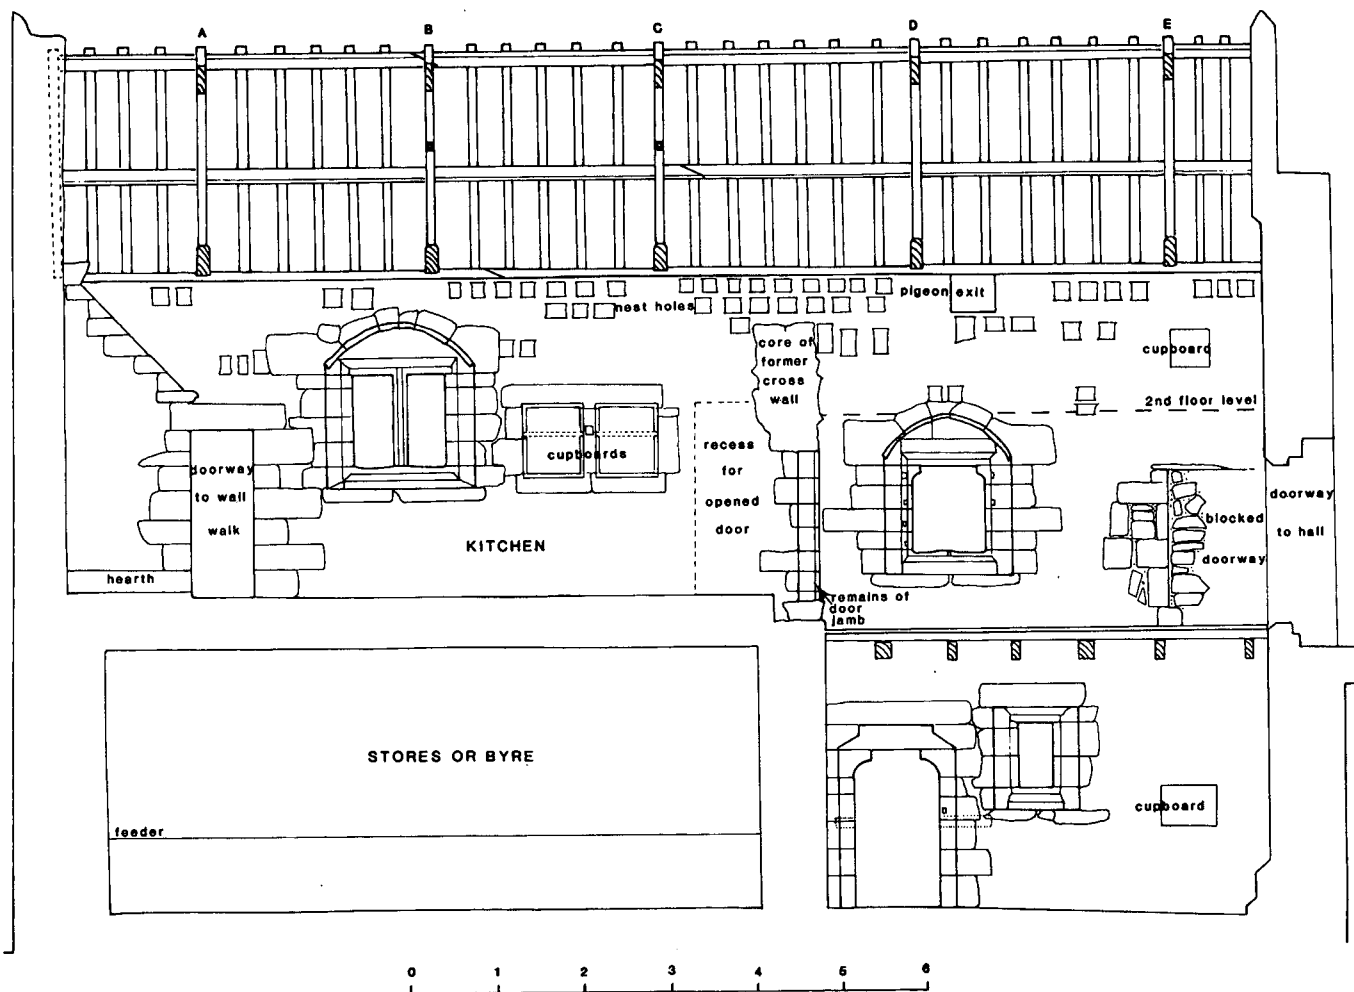 A B C D E
nest holes
pigeon exit
core of
former
cross
wall
cupboard
2nd floor level
doorway
to wall
walk
cupboards
recess
for
opened
door
KITCHEN
hearth
blocked
doorway
doorway
to hall
remains of
door
jamb
STORES OR BYRE
feeder
cupboard
0 1 2 3 4 5 6